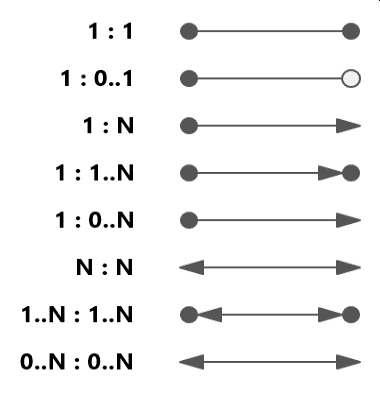 1 : 1
1 : 0..1
1 : N
1 : 1..N
1 : 0..N
N : N
1..N : 1..N
0..N : 0..N